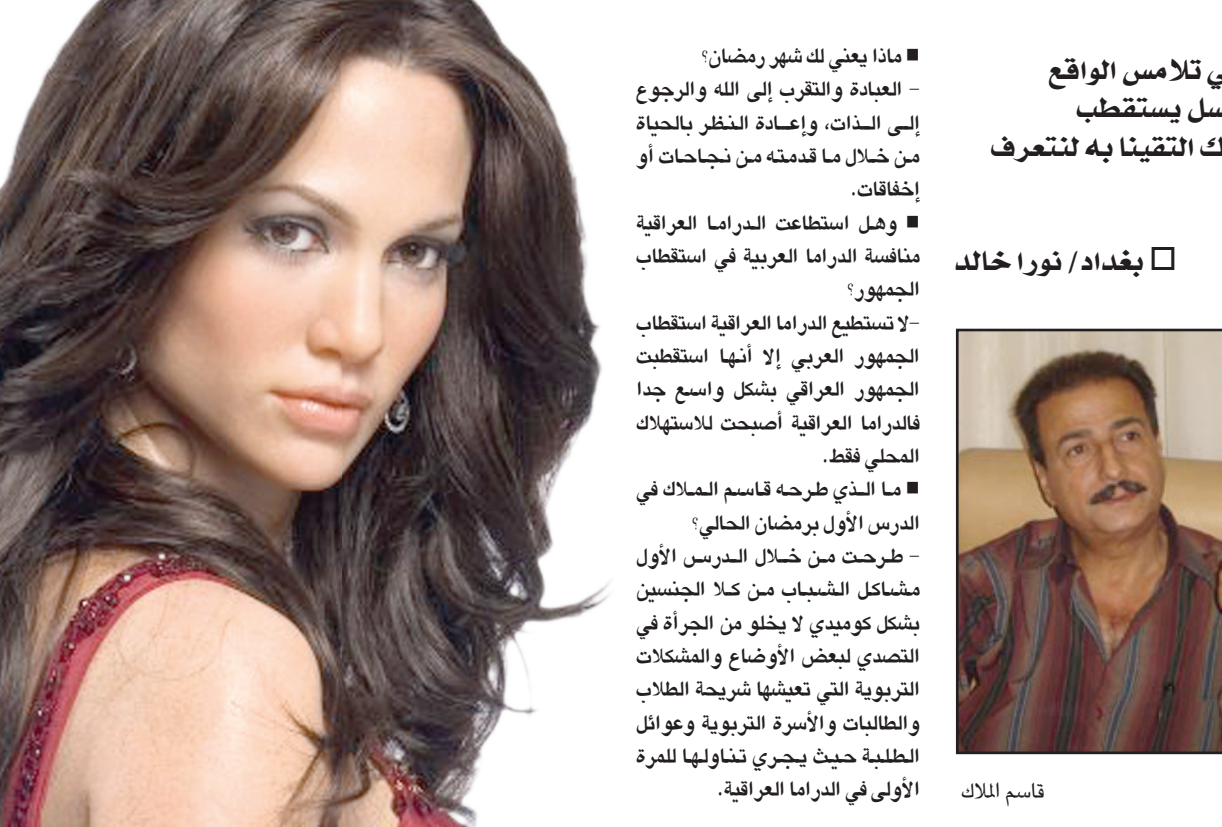 ي تلامس الواقع
سل يستقطب
ك التقينا به لنتعرف
□ بغداد/ نورا خالد
قاسم الملاك
■ ماذا يعني لك شهر رمضان؟
- العبادة والتقرب إلى الله والرجوع
إلى الذات، وإعادة النظر بالحياة
من خلال ما قدمته من نجاحات أو
إخفاقات.
■ وهل استطاعت الدراما العراقية
منافسة الدراما العربية في استقطاب
الجمهور؟
-لا تستطيع الدراما العراقية استقطاب
الجمهور العربي إلا أنها استقطبت
الجمهور العراقي بشكل واسع جدا
فالدراما العراقية أصبحت للاستهلاك
المحلي فقط.
■ ما الذي طرحه قاسم الملاك في
الدرس الأول برمضان الحالي؟
- طرحت من خلال الدرس الأول
مشاكل الشباب من كلا الجنسين
بشكل كوميدي لا يخلو من الجرأة في
التصدي لبعض الأوضاع والمشكلات
التربوية التي تعيشها شريحة الطلاب
والطالبات والأسرة التربوية وعوائل
الطلبة حيث يجري تناولها للمرة
الأولى في الدراما العراقية.